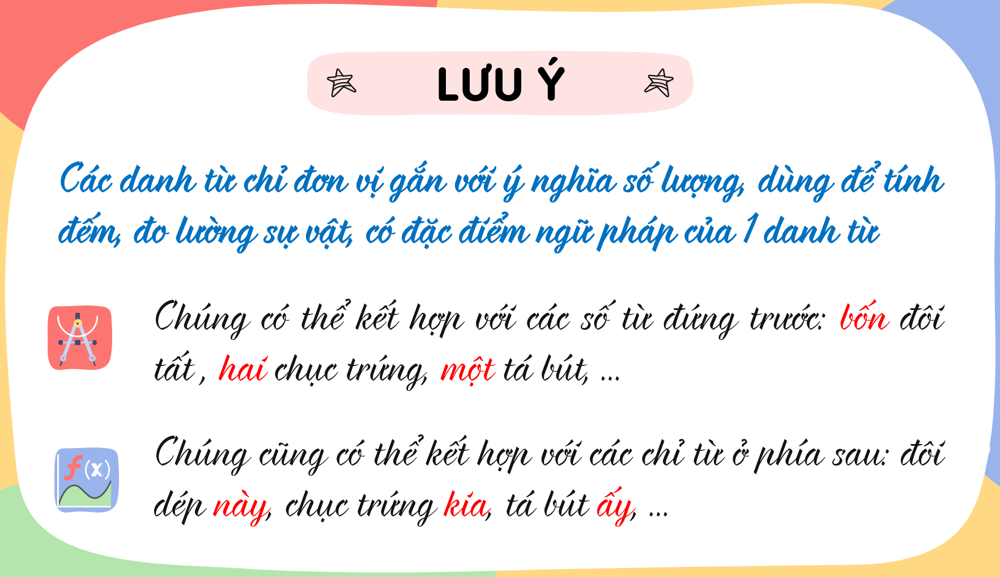 LƯU Ý
Các danh từ chỉ đơn vị gắn với ý nghĩa số lượng, dùng để tính
đếm, đo lường sự vật, có đặc điểm ngữ pháp của 1 danh từ
Chúng có thể kết hợp với các số từ đứng trước: bốn đôi
tất , hai chục trứng, một tá bút, ...
Chúng cũng có thể kết hợp với các chỉ từ ở phía sau: đôi
dép này, chục trứng kia, tá bút ấy, ...
f(x)